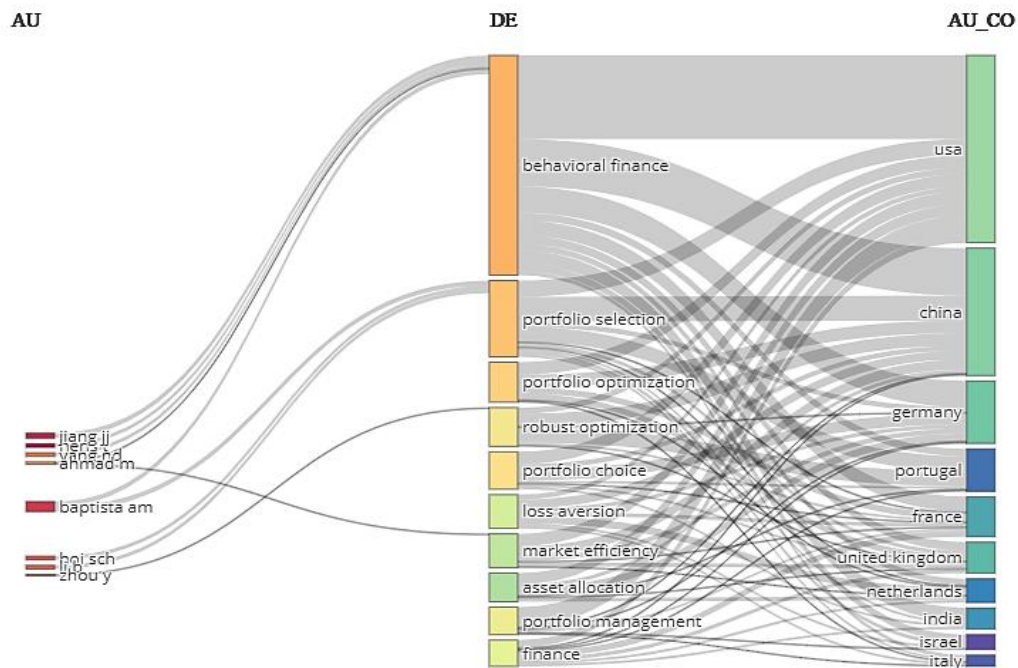 AU DE AU_CO
behavioral finance
portfolio selection
portfolio optimization
robust optimization
portfolio choice
loss aversion
market efficiency
asset allocation
portfolio management
finance
jiang jj
ahmad m
baptista am
zhou y
usa
china
germany
portugal
france
united kingdom
netherlands
india
israel
italy